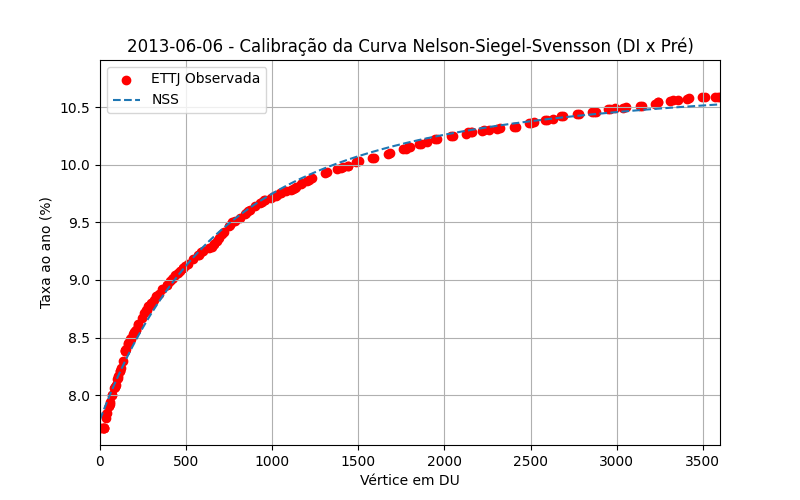 2013-06-06 - Calibração da Curva Nelson-Siegel-Svensson (DI x Pré)
ETTJ Observada
NSS
Taxa ao ano (%)
10.5
10.0
9.5
9.0
8.5
8.0
0 500 1000 1500 2000 2500 3000 3500
Vértice em DU